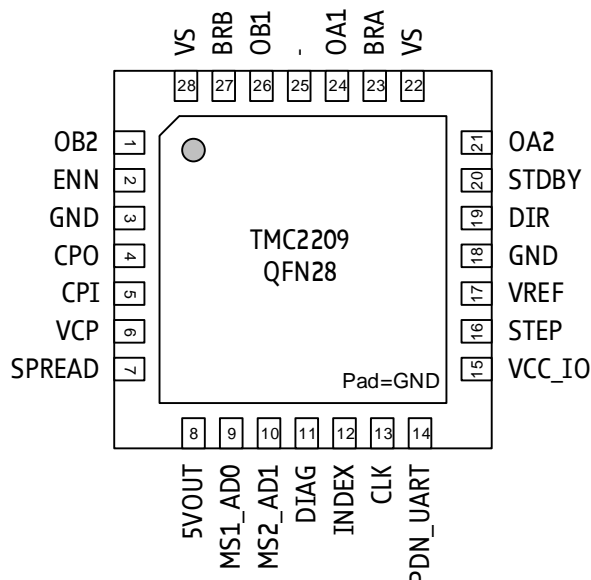 VS BRB OB1 - OA1 BRA VS
28 27 26 25 24 23 22
OB2 1
ENN 2
GND 3
CPO 4
CPI 5
VCP 6
SPREAD 7
TMC2209
QFN28
Pad=GND
21 OA2
20 STDBY
19 DIR
18 GND
17 VREF
16 STEP
15 VCC_IO
8 9 10 11 12 13 14
5VOUT MS1_AD0 MS2_AD1 DIAG INDEX CLK PDN_UART